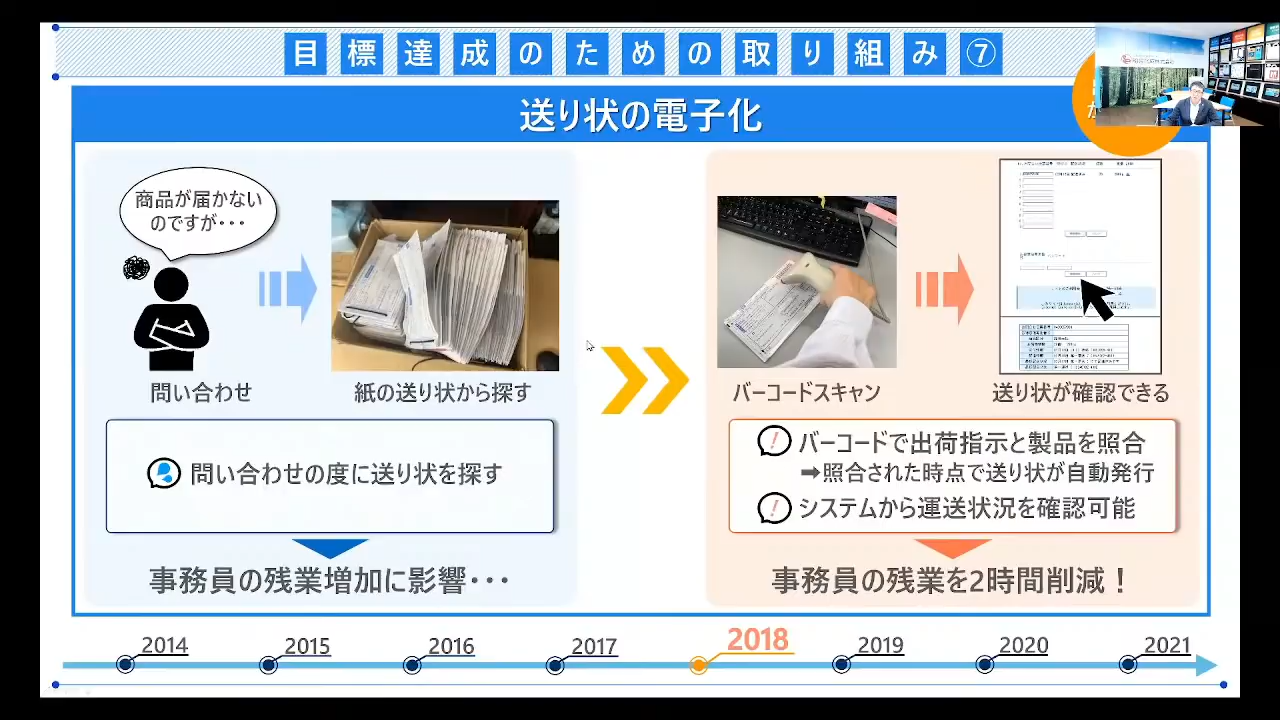 目標達成のための取り組み⑦
送り状の電子化
商品が届かない
のですが・・・
問い合わせ
紙の送り状から探す
バーコードスキャン
送り状が確認できる
問い合わせの度に送り状を探す
バーコードで出荷指示と製品を照合
➡照合された時点で送り状が自動発行
システムから運送状況を確認可能
事務員の残業増加に影響・・・
事務員の残業を2時間削減！
2014
2015
2016
2017
2018
2019
2020
2021